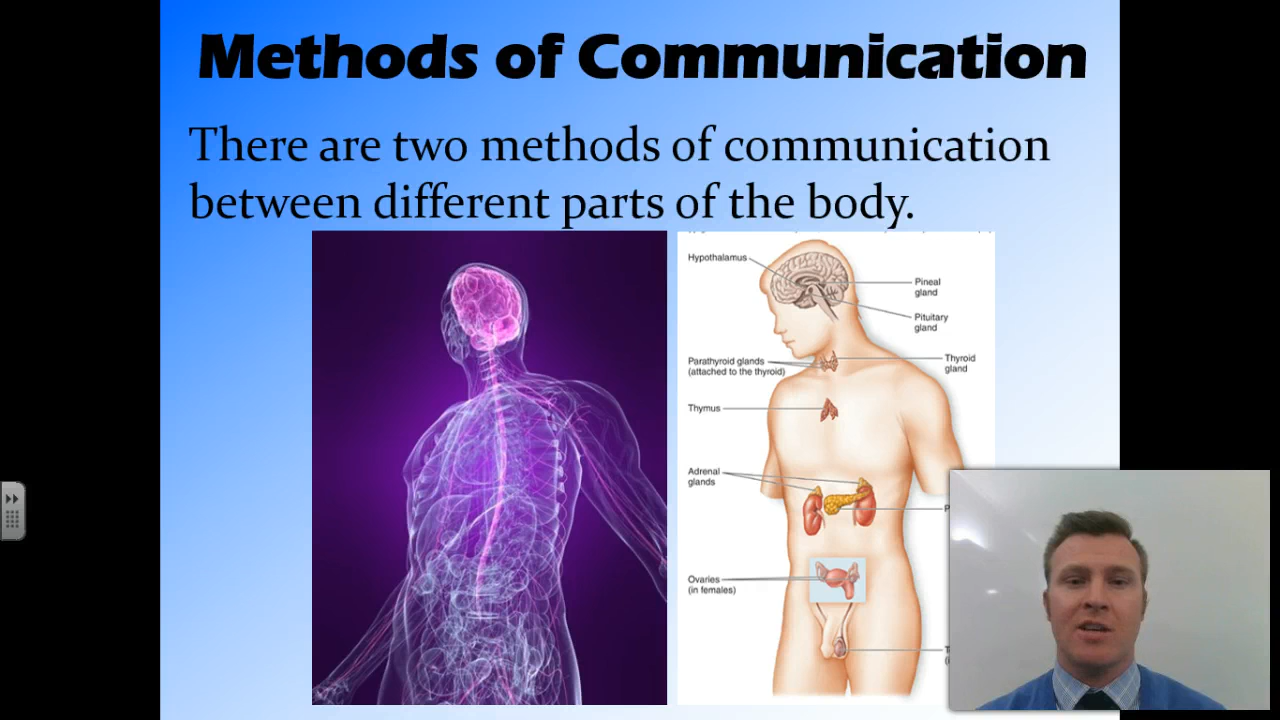 Methods of Communication
There are two methods of communication
between different parts of the body.
Hypothalamus
Pineal
gland
Pituitary
gland
Parathyroid glands
(attached to the thyroid)
Thyroid
gland
Thymus
Adrenal
glands
Ovaries
(in females)